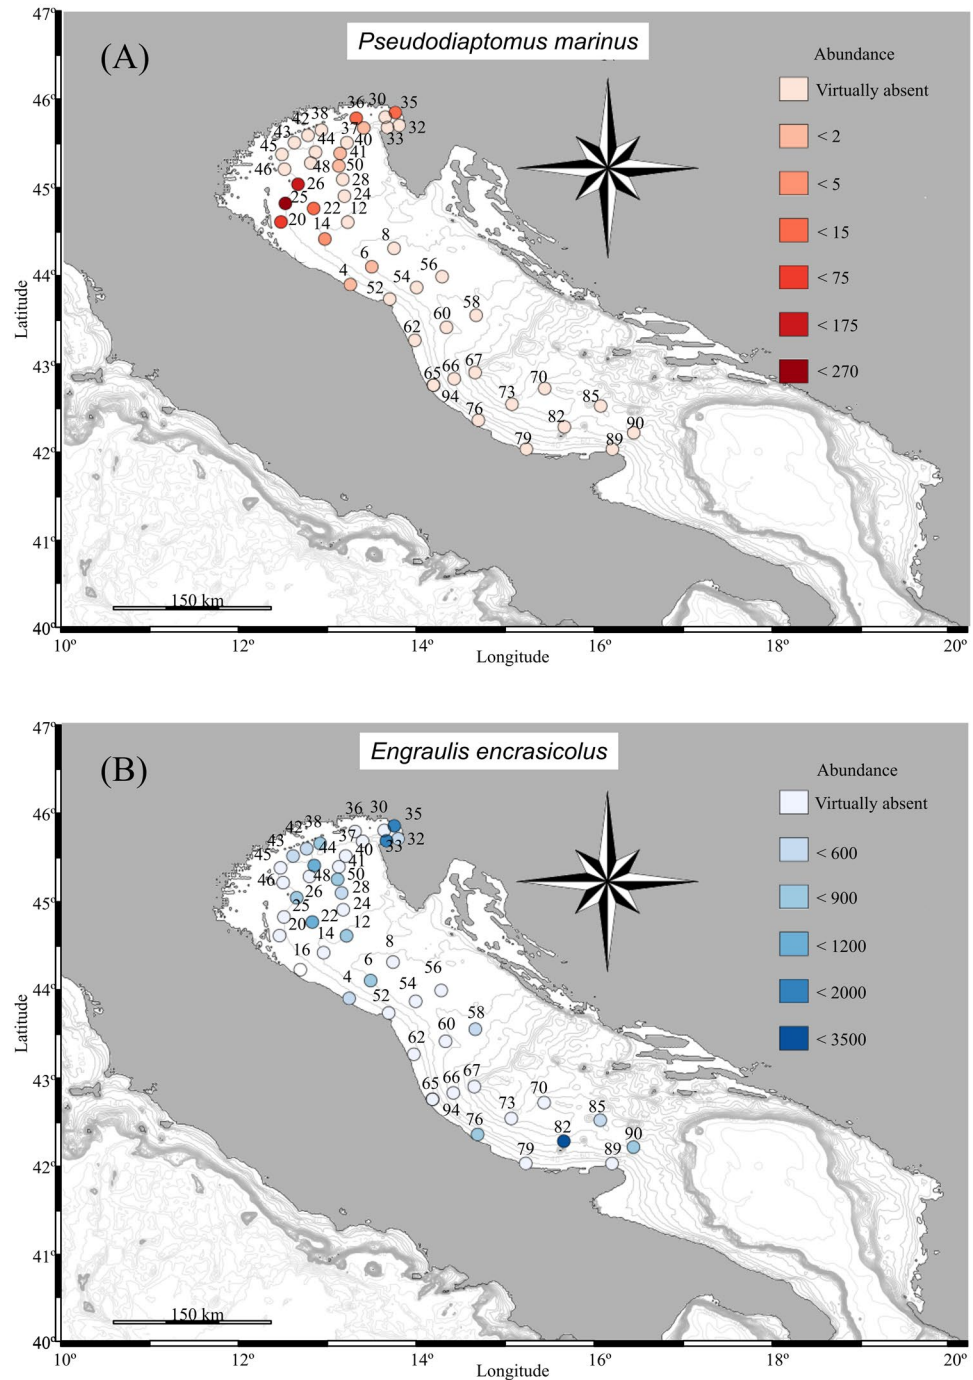 47º
(A)
Pseudodiaptomus marinus
Abundance
Virtually absent
< 2
< 5
< 15
< 75
< 175
< 270
46º
36 30 35
38
42 37 32
43 44 40 33
45 41
48 50
46 26 28
25 24
20 22 12
14
8
6
4 54 56
52
58
60
62
67
66
65
94
70
73
76
85
82
90
79
89
45º
44º
43º
42º
41º
40º
Latitude
150 km
10º 12º 14º 16º 18º 20º
Longitude
47º
(B)
Engraulis encrasicolus
Abundance
Virtually absent
< 600
< 900
< 1200
< 2000
< 3500
46º
36 30 35
38
42 37 32
43 44 40 33
45 41
48 50
46 26 28
25 24
20 22 12
14
16
8
6
4 54 56
52
58
60
62
67
66
65
94
70
73
76
85
82
90
79
89
45º
44º
43º
42º
41º
40º
Latitude
150 km
10º 12º 14º 16º 18º 20º
Longitude